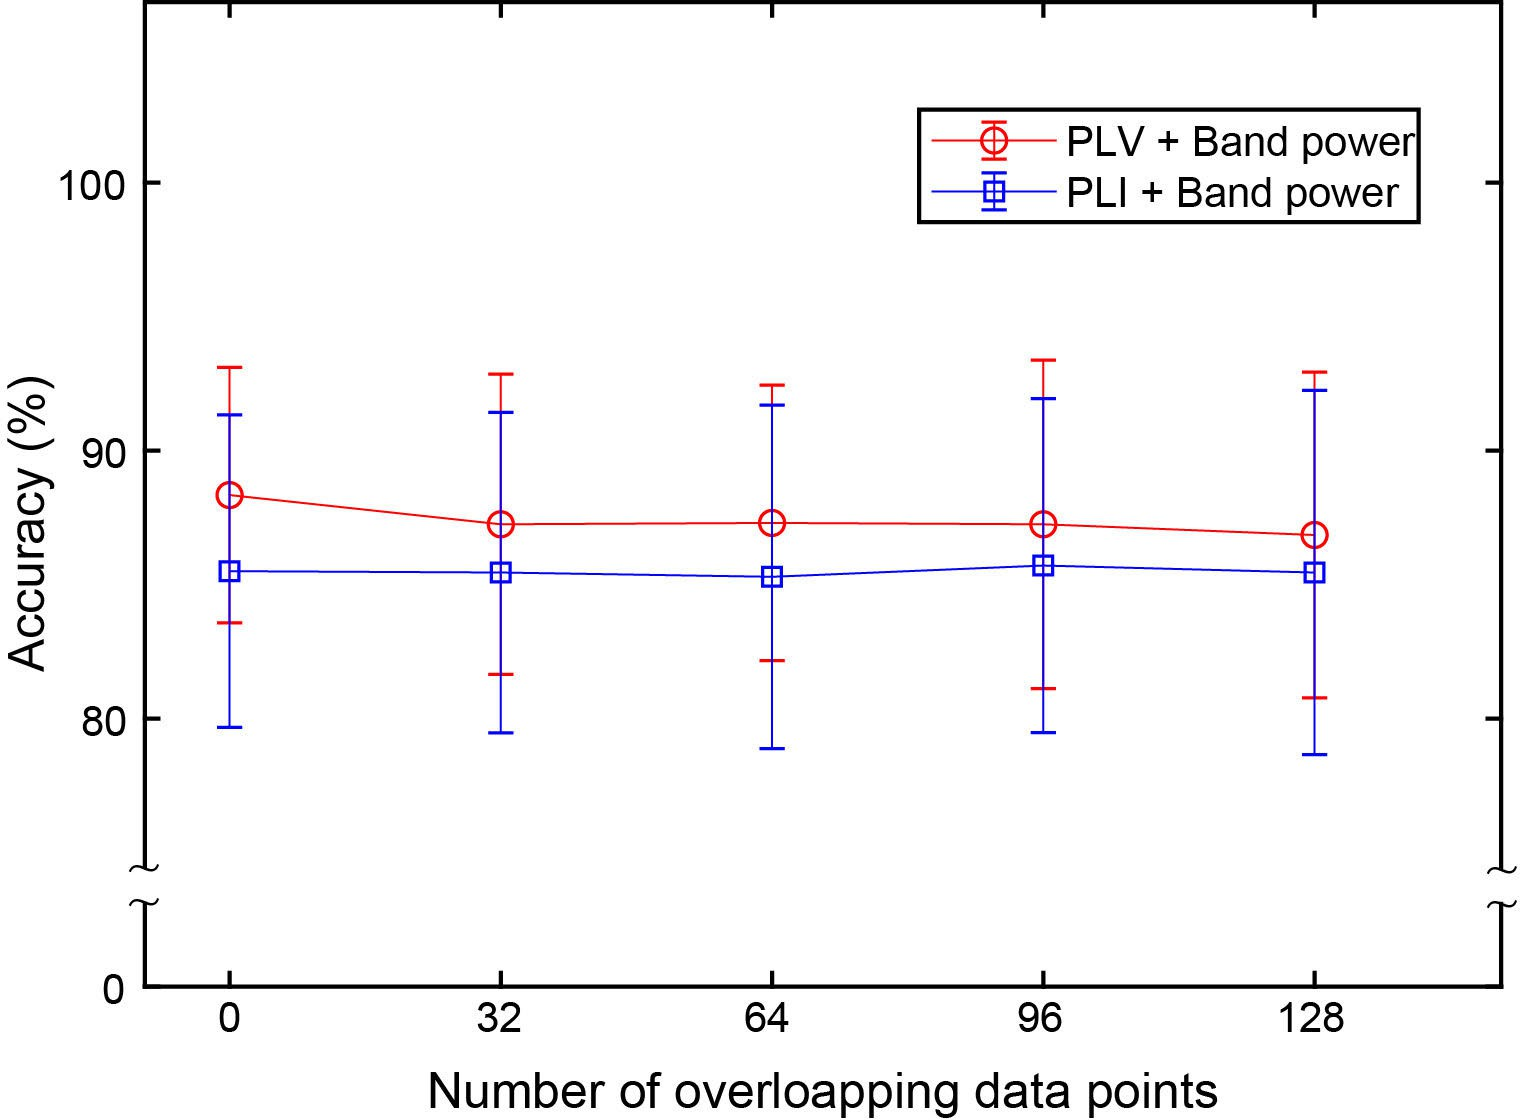 PLV + Band power
PLI + Band power
100
90
80
0
Accuracy (%)
0 32 64 96 128
Number of overloapping data points